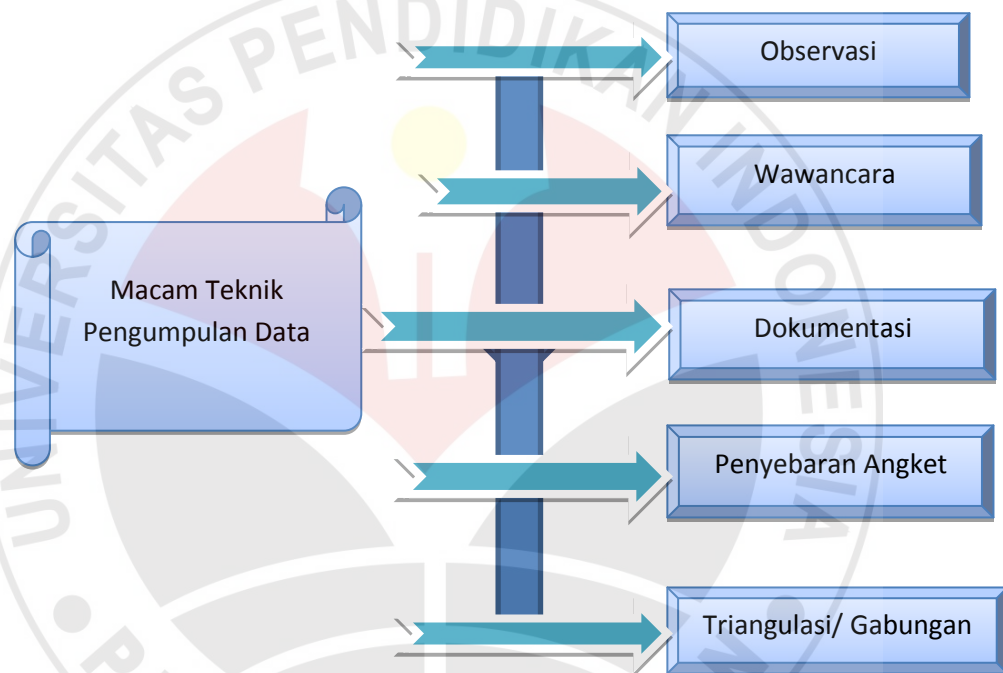 UNIVERSITAS PENDIDIKAN INDONESIA
Macam Teknik
Pengumpulan Data
Observasi
Wawancara
Dokumentasi
Penyebaran Angket
Triangulasi/ Gabungan